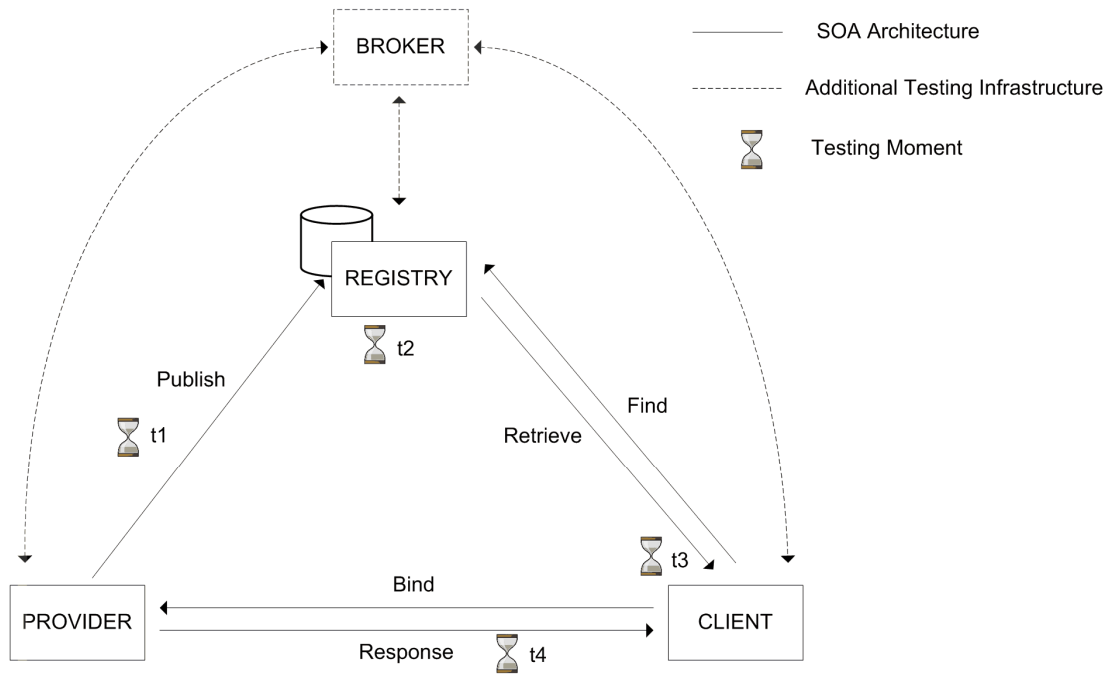 BROKER
SOA Architecture
Additional Testing Infrastructure
Testing Moment
REGISTRY
t2
Publish
t1
Find
Retrieve
t3
Bind
PROVIDER
CLIENT
Response
t4